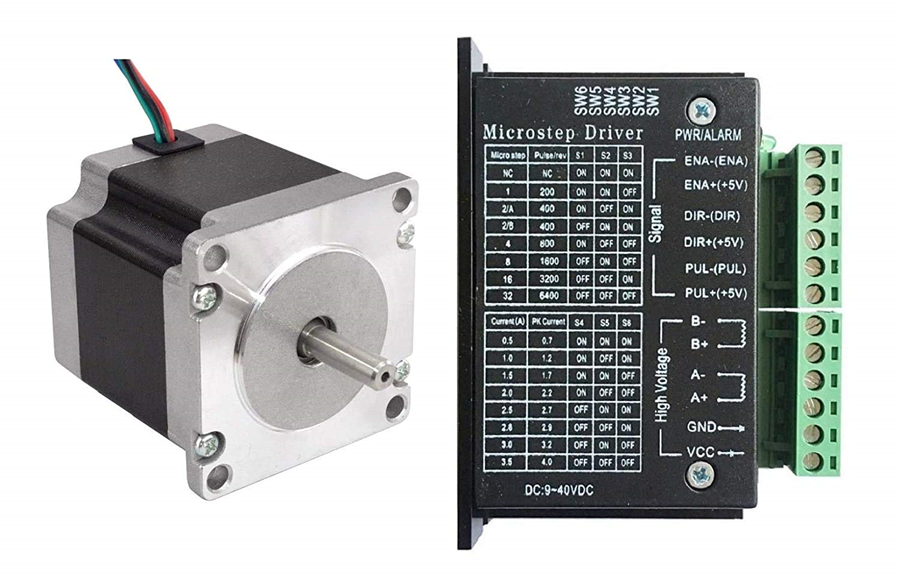 SW6
SW5
SW4
SW3
SW2
SW1
Microstep Driver
PWR/ALARM
Micro step Pulse/rev S1 S2 S3
NC NC ON ON ON
1 200 ON ON OFF
2/A 400 ON OFF ON
2/B 400 OFF ON ON
4 800 ON OFF OFF
8 1600 OFF ON OFF
16 3200 OFF OFF ON
32 6400 OFF OFF OFF
Current (A) PK Current S4 S5 S6
0.5 0.7 ON ON ON
1.0 1.2 ON OFF ON
1.5 1.7 ON ON OFF
2.0 2.2 ON OFF OFF
2.5 2.7 OFF ON ON
2.8 2.9 OFF OFF ON
3.0 3.2 OFF ON OFF
3.5 4.0 OFF OFF OFF
DC:9~40VDC
Signal
ENA-(ENA)
ENA+(+5V)
DIR-(DIR)
DIR+(+5V)
PUL-(PUL)
PUL+(+5V)
High Voltage
B-
B+
A-
A+
GND
VCC